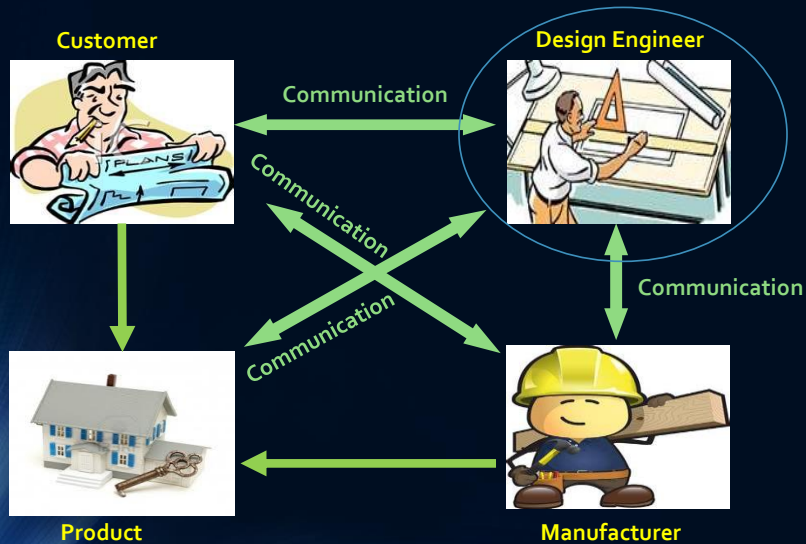 Customer
Design Engineer
Communication
PLANS
Communication
Communication
Communication
Product
Manufacturer